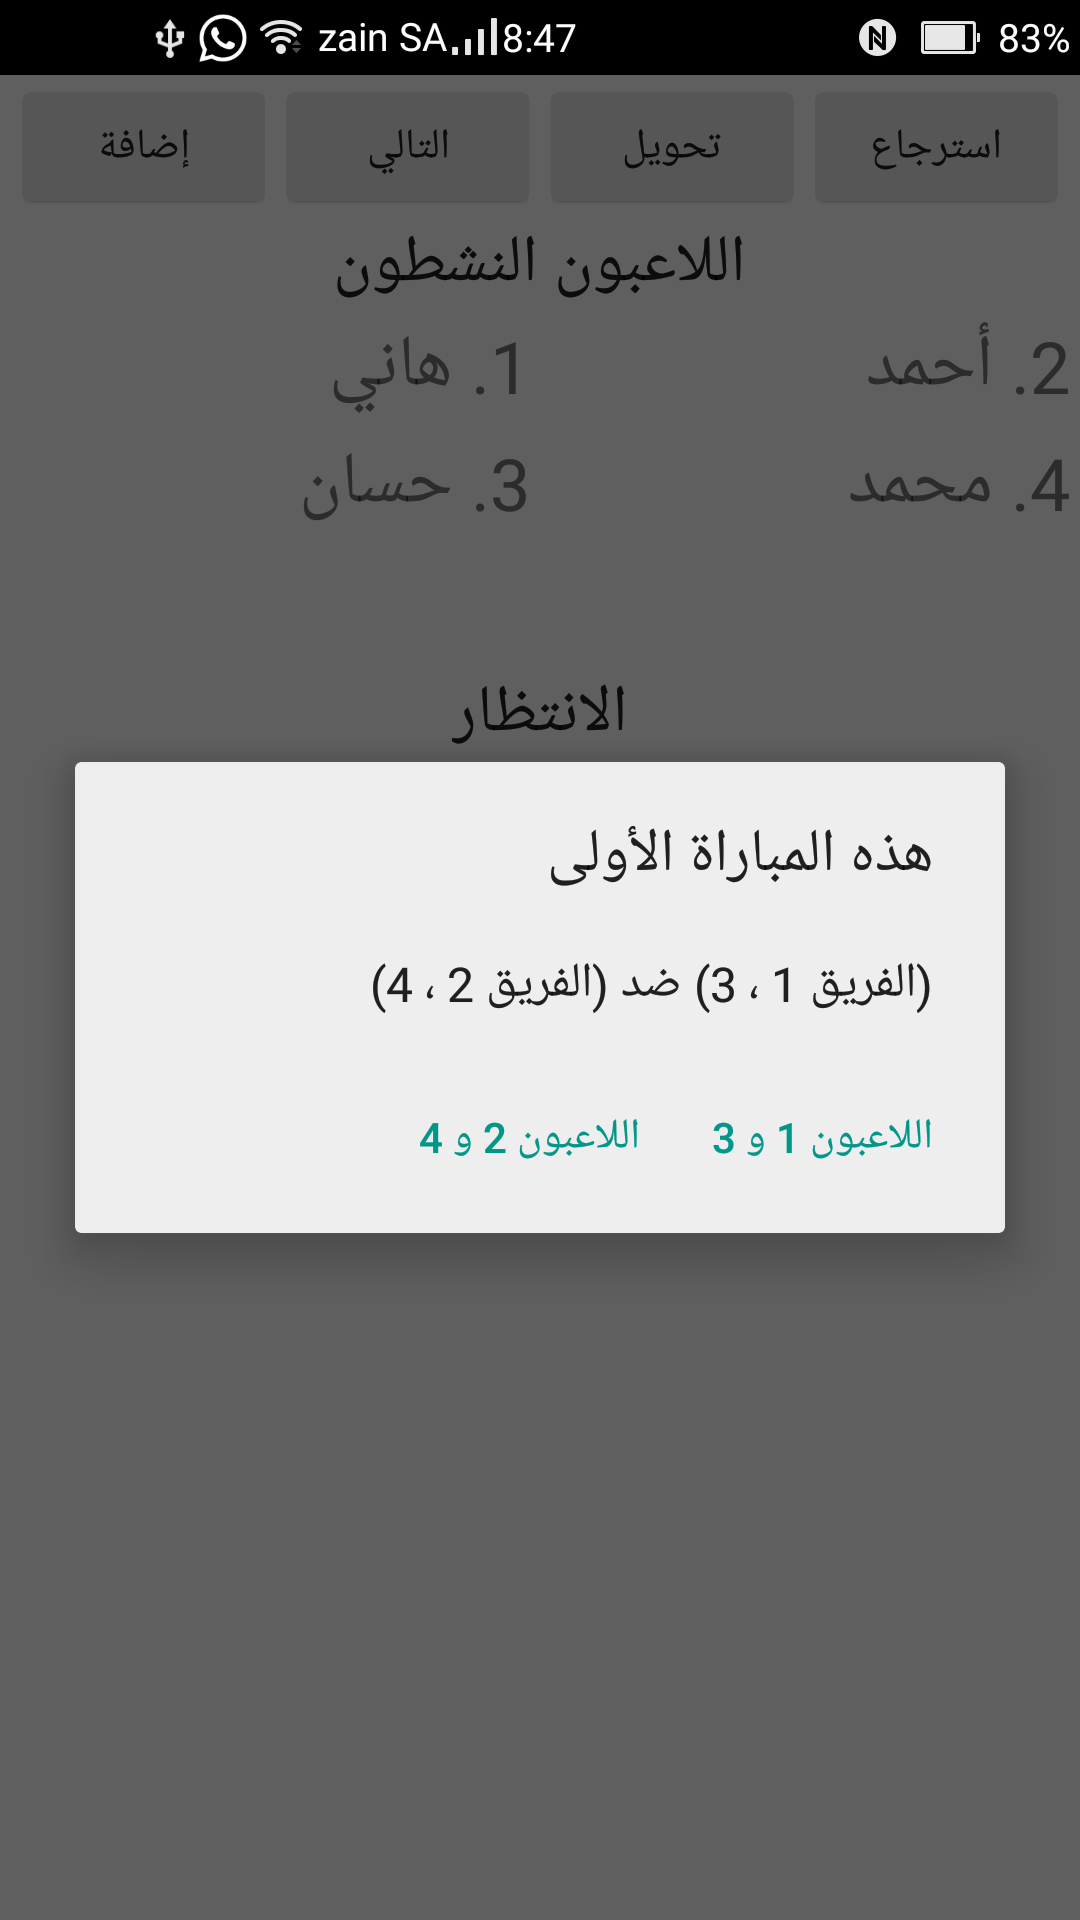 zain SA 8:47 83%
استرجاع تحويل التالي إضافة
اللاعبون النشطون
2. أحمد 1. هاني
4. محمد 3. حسان
الانتظار
هذه المباراة الأولى
(الفريق 1 ، 3) ضد (الفريق 2 ، 4)
اللاعبون 1 و 3 اللاعبون 2 و 4